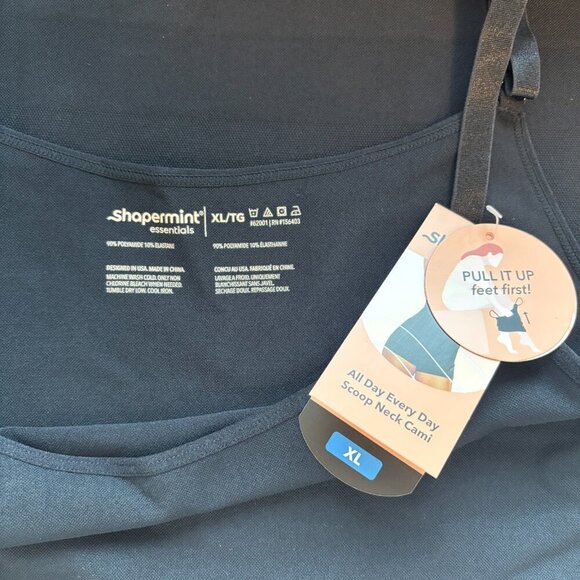 shapermint®
essentials
XL/TG
#62001 | RN #156403
90% POLYAMIDE 10% ELASTANE
90% POLYAMIDE 10% ÉLASTHANNE
DESIGNED IN USA. MADE IN CHINA.
MACHINE WASH COLD. ONLY NON
CHLORINE BLEACH WHEN NEEDED.
TUMBLE DRY LOW. COOL IRON.
CONÇU AU USA. FABRIQUÉ EN CHINE.
LAVAGE A FROID. UNIQUEMENT
BLANCHISSANT SANS JAVEL.
SECHAGE DOUX. REPASSAGE DOUX.
PULL IT UP
feet first!
All Day Every Day
Scoop Neck Cami
XL